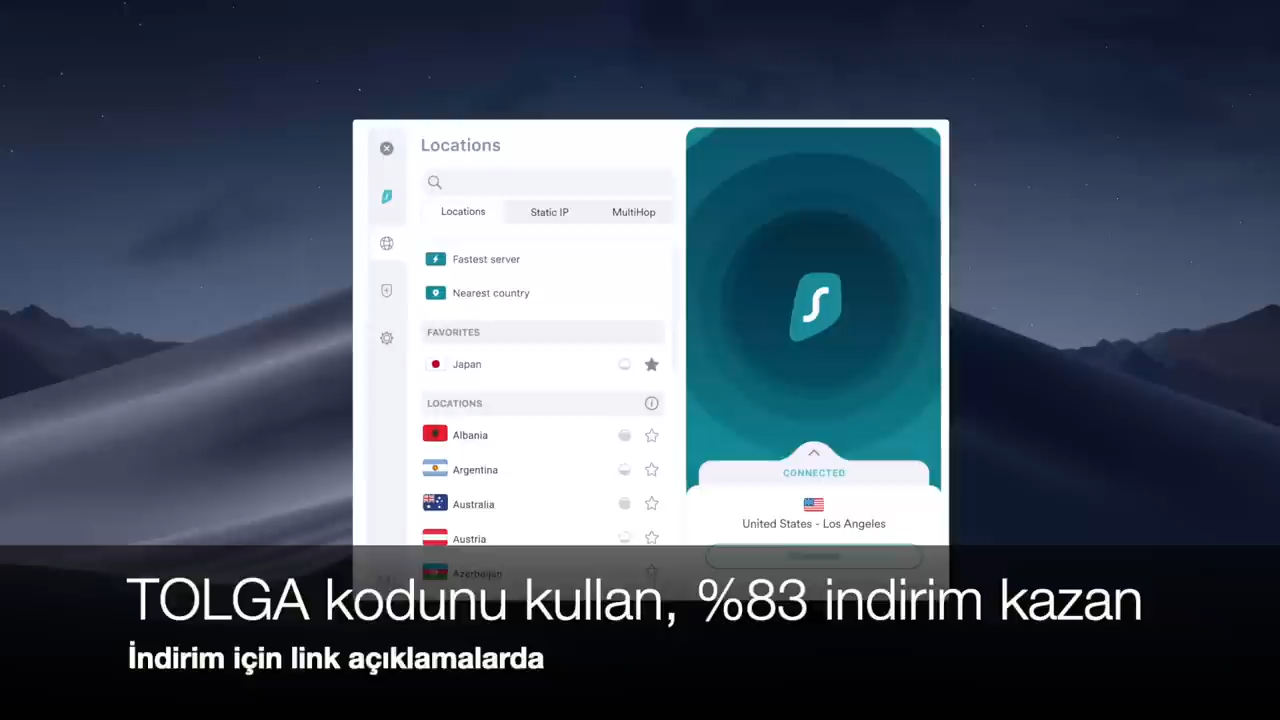 Locations
Locations
Static IP
MultiHop
Fastest server
Nearest country
FAVORITES
Japan
LOCATIONS
Albania
Argentina
Australia
Austria
Azerbaijan
CONNECTED
United States - Los Angeles
TOLGA kodunu kullan, %83 indirim kazan
İndirim için link açıklamalarda